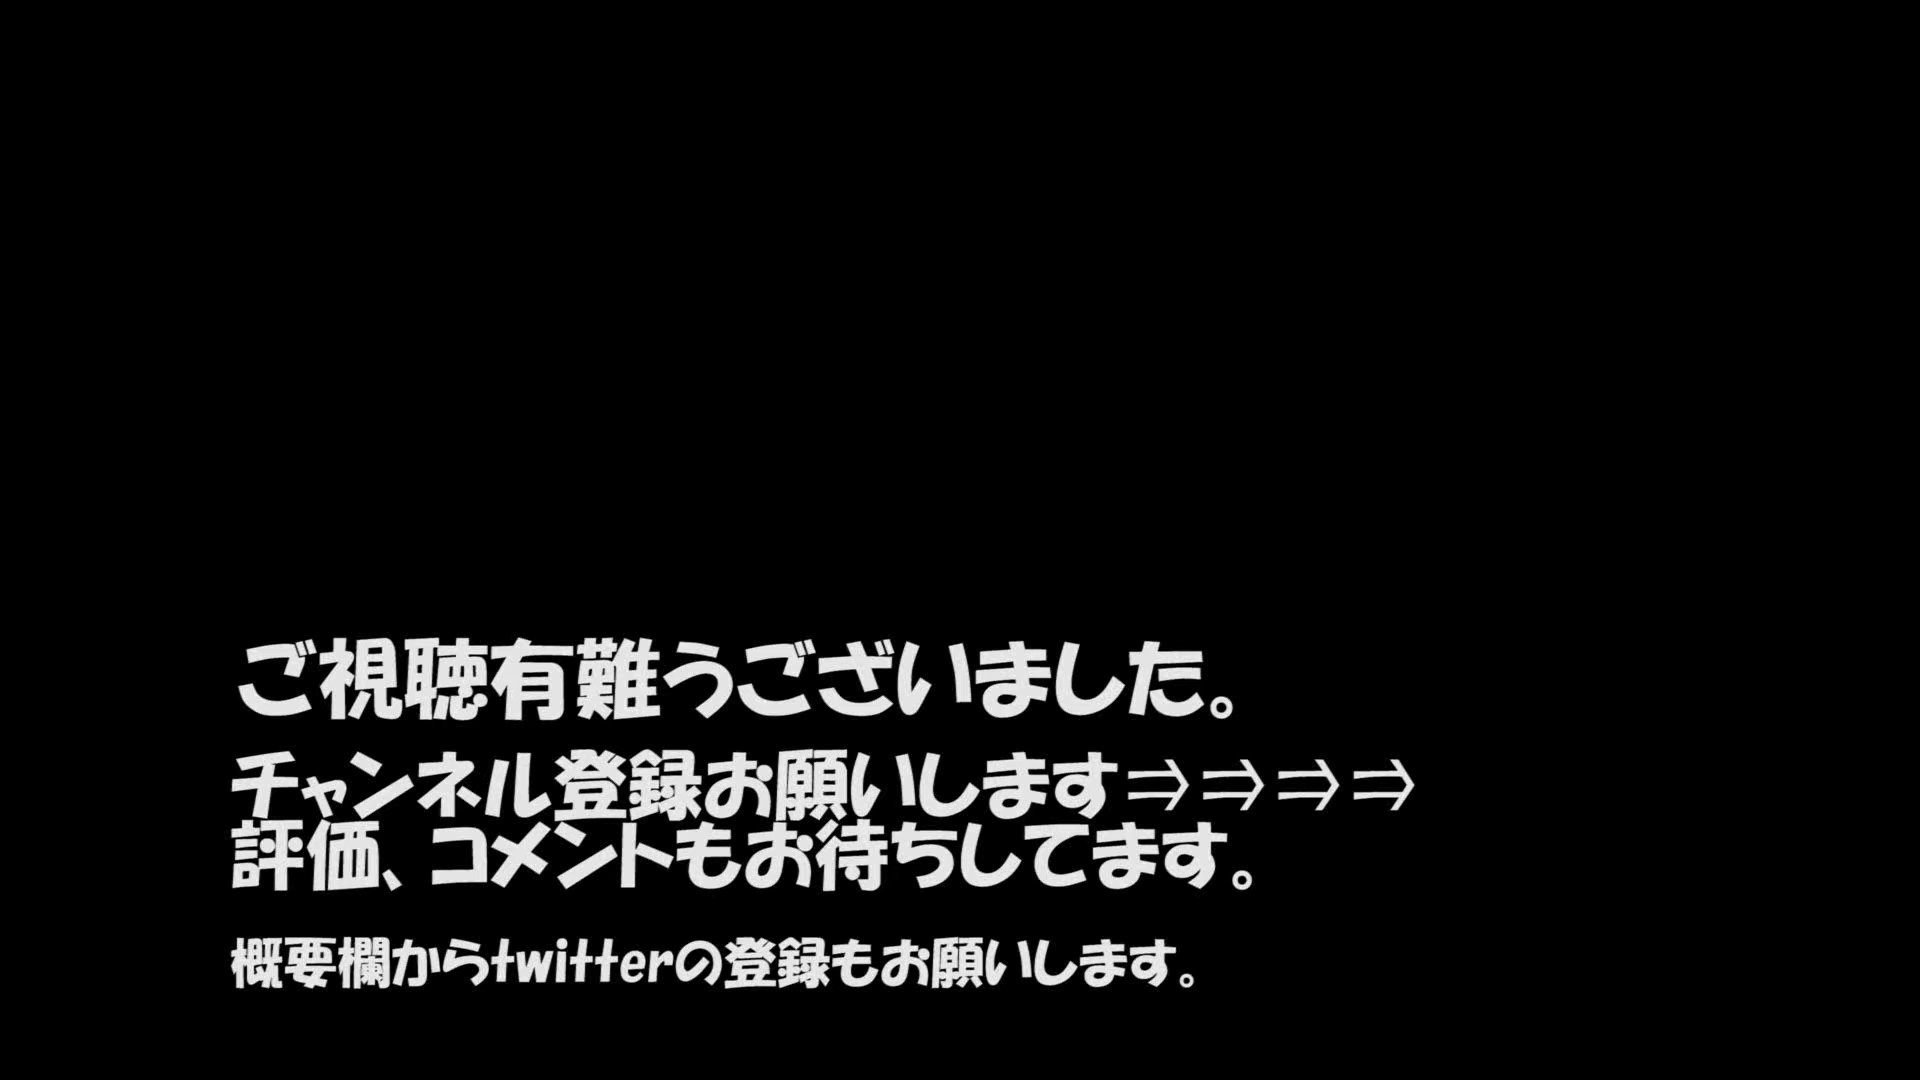 ご視聴有難うございました。
チャンネル登録お願いします⇒⇒⇒⇒
評価、コメントもお待ちしてます。
概要欄からtwitterの登録もお願いします。